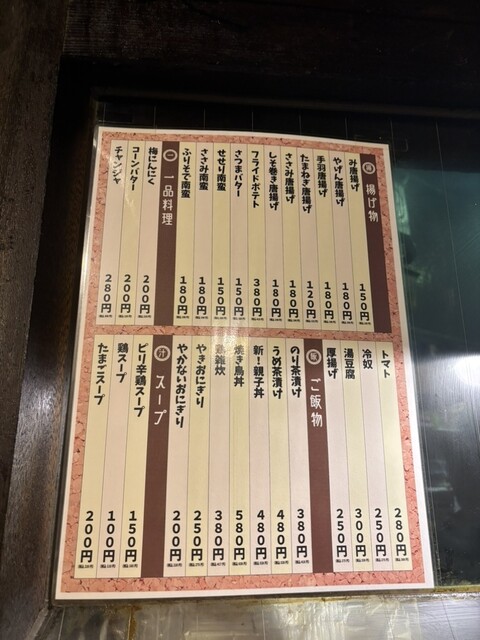 揚げ物
み唐揚げ 150円
やげん唐揚げ 180円
手羽唐揚げ 180円
たまねぎ唐揚げ 120円
ささみ唐揚げ 180円
しそ巻き唐揚げ 180円
フライドポテト 380円
さつまバター 150円
せせり南蛮 150円
ささみ南蛮 180円
ふりそで南蛮 180円
一 一品料理
梅にんにく 200円
コーンバター 200円
チャンジャ 280円
トマト 280円
冷奴 250円
湯豆腐 300円
厚揚げ 250円
飯 ご飯物
のり茶漬け 380円
うめ茶漬け 480円
新!親子丼 480円
焼き鳥丼 580円
鶏雑炊 380円
やきおにぎり 250円
やかないおにぎり 200円
汁 スープ
ピリ辛鶏スープ 150円
鶏スープ 100円
たまごスープ 200円